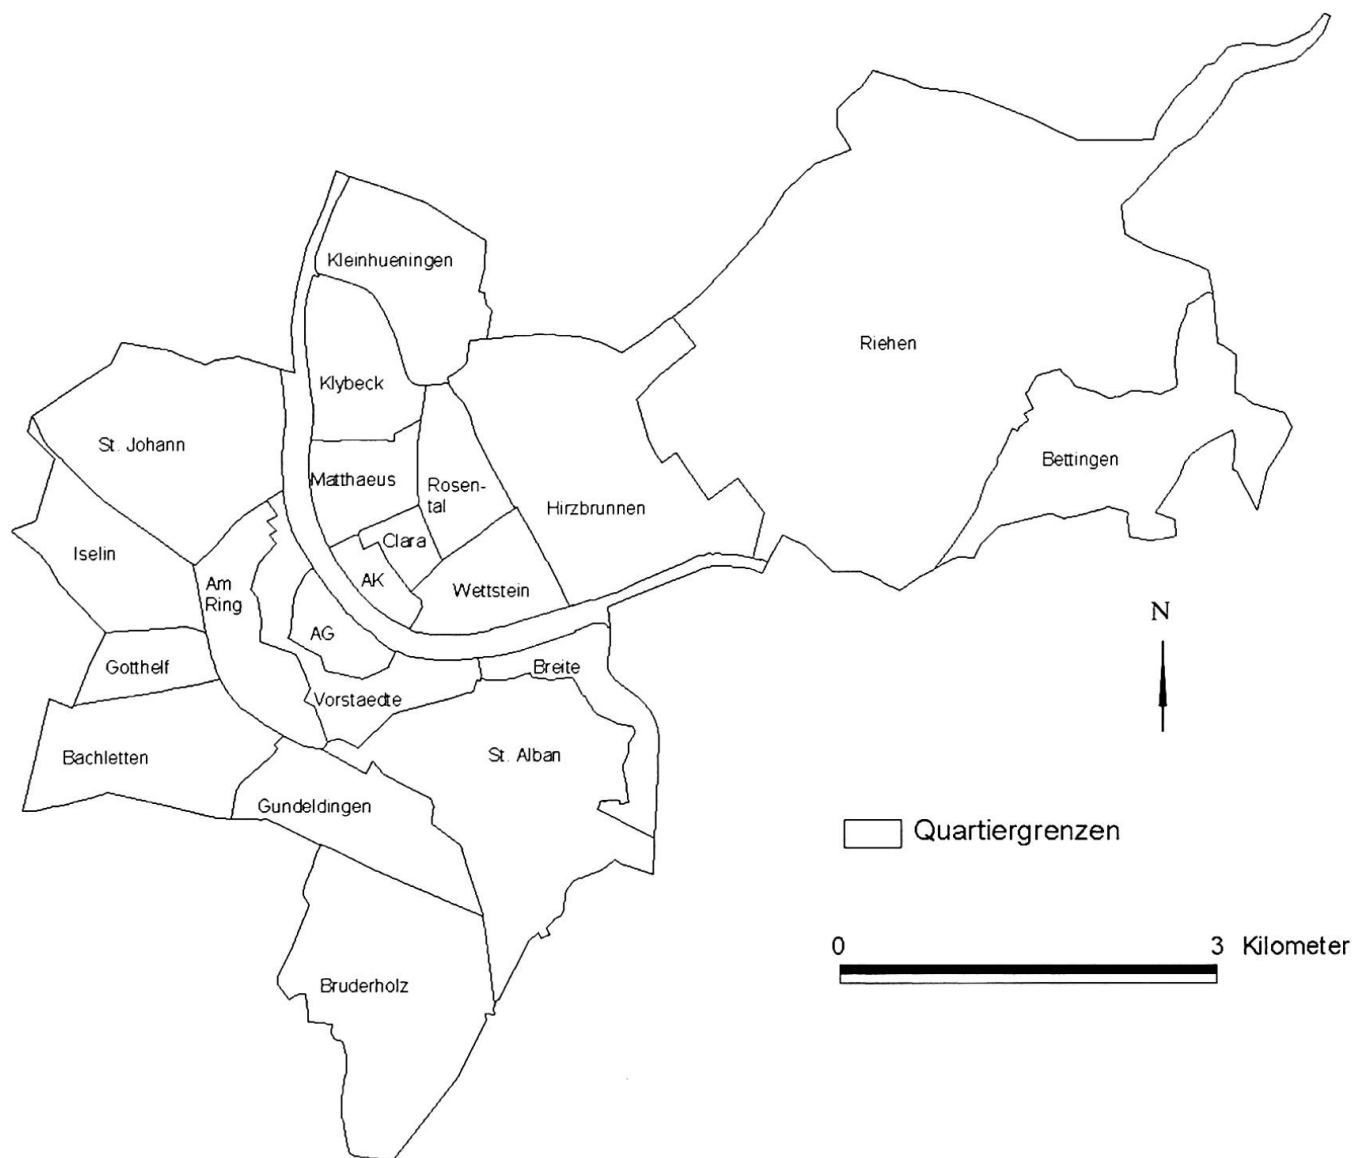 Kleinhueningen
Riehen
Klybeck
St. Johann
Bettingen
Matthaeus
Rosen-
tal
Hirzbrunnen
Clara
Iselin
AK
Am
Ring
Wettstein
N
AG
Gotthelf
Breite
Vorstaedte
St. Alban
Bachletten
Gundeldingen
Quartiergrenzen
0 3 Kilometer
Bruderholz